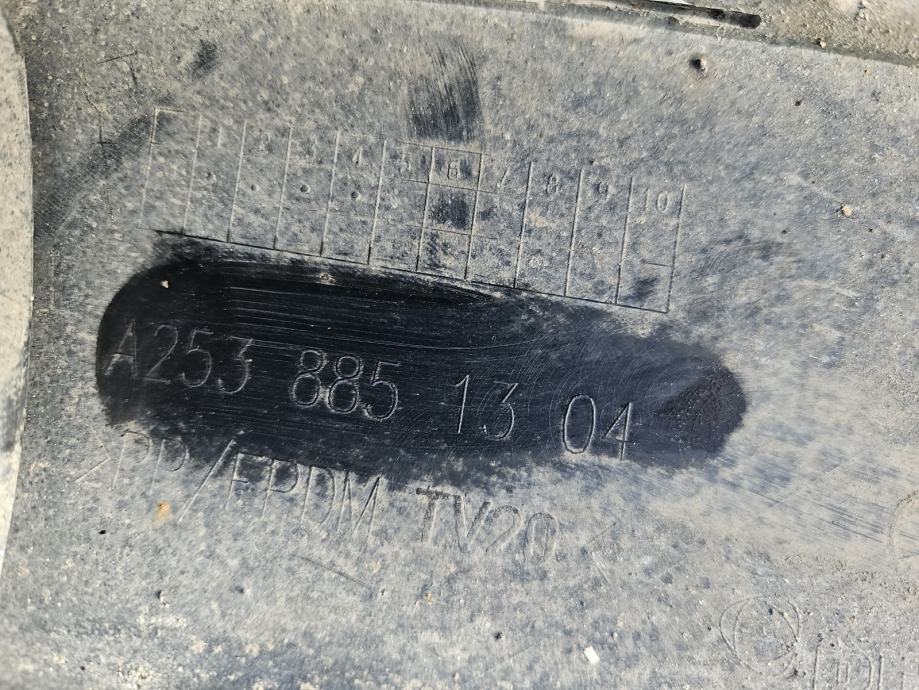 1 2 3 4 5 6 7 8 9 10
A253 885 13 04
>PP/EPDM TV20<